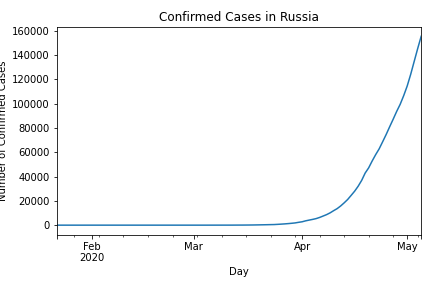 Confirmed Cases in Russia
160000
140000
120000
100000
80000
60000
40000
20000
0
Number of Confirmed Cases
Feb
2020
Mar
Apr
May
Day